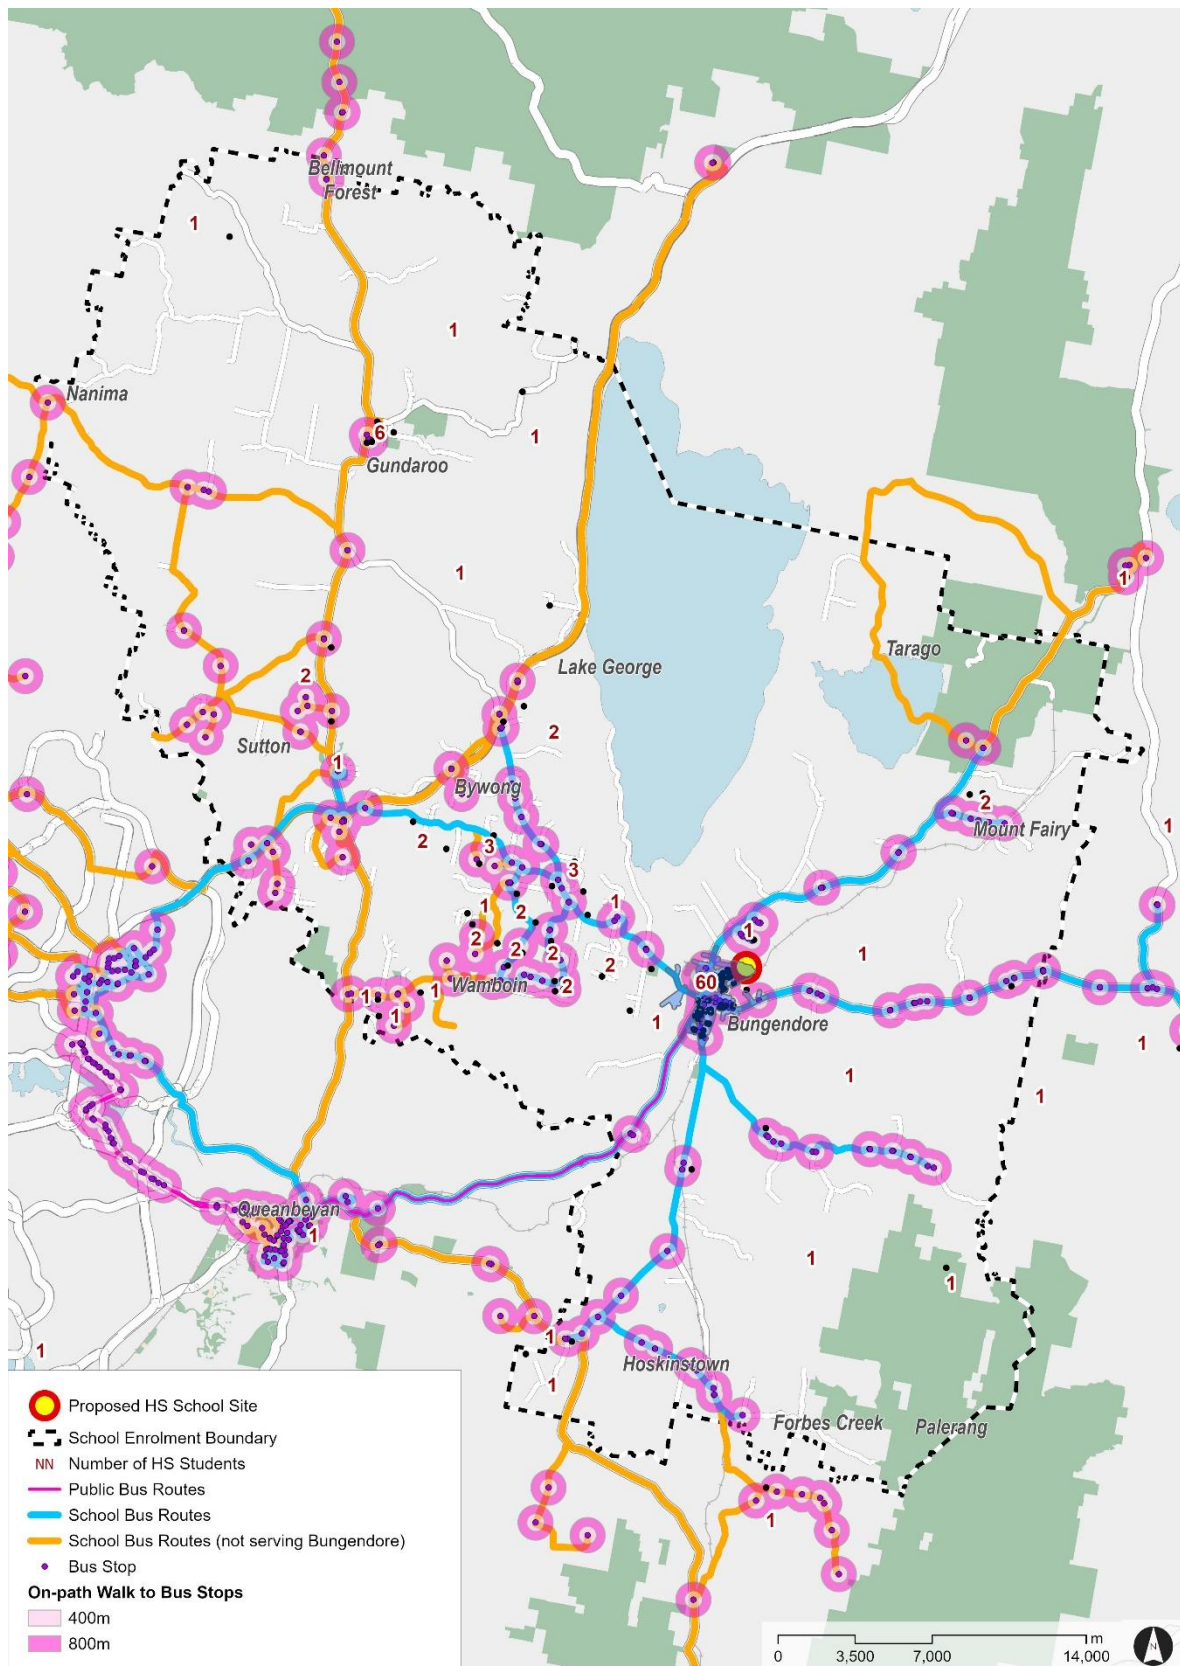 Bellmount
Forest
1
1
Nanima
6
1
Gundaroo
1
1
Tarago
Lake George
2
Sutton
2
1
Bywong
2
Mount Fairy
1
2
3
3
1
1
2
2
2
2
2
1
60
1
Wamboin
2
1
1
1
1
Bungendore
1
1
1
Queanbeyan
1
1
1
1
Hoskinstown
1
1
Forbes Creek
Palerang
1
Proposed HS School Site
School Enrolment Boundary
NN Number of HS Students
Public Bus Routes
School Bus Routes
School Bus Routes (not serving Bungendore)
Bus Stop
On-path Walk to Bus Stops
400m
800m
m
0 3,500 7,000 14,000
N